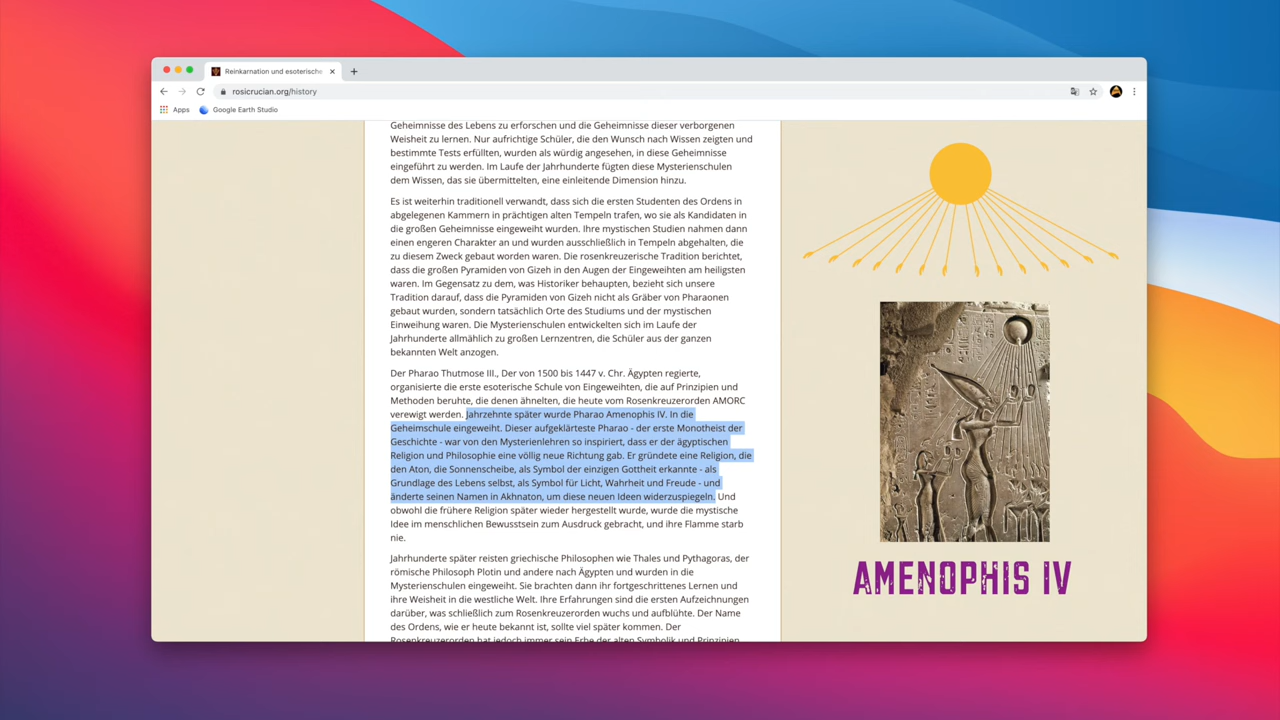 Reinkarnation und esoterische
rosicrucian.org/history
Apps Google Earth Studio
Geheimnisse des Lebens zu erforschen und die Geheimnisse dieser verborgenen
Weisheit zu lernen. Nur aufrichtige Schüler, die den Wunsch nach Wissen zeigten und
bestimmte Tests erfüllten, wurden als würdig angesehen, in diese Geheimnisse
eingeführt zu werden. Im Laufe der Jahrhunderte fügten diese Mysterienschulen
dem Wissen, das sie übermittelten, eine einleitende Dimension hinzu.
Es ist weiterhin traditionell verwandt, dass sich die ersten Studenten des Ordens in
abgelegenen Kammern in prächtigen alten Tempeln trafen, wo sie als Kandidaten in
die großen Geheimnisse eingeweiht wurden. Ihre mystischen Studien nahmen dann
einen engeren Charakter an und wurden ausschließlich in Tempeln abgehalten, die
zu diesem Zweck gebaut worden waren. Die rosenkreuzerische Tradition berichtet,
dass die großen Pyramiden von Gizeh in den Augen der Eingeweihten am heiligsten
waren. Im Gegensatz zu dem, was Historiker behaupten, bezieht sich unsere
Tradition darauf, dass die Pyramiden von Gizeh nicht als Gräber von Pharaonen
gebaut wurden, sondern tatsächlich Orte des Studiums und der mystischen
Einweihung waren. Die Mysterienschulen entwickelten sich im Laufe der
Jahrhunderte allmählich zu großen Lernzentren, die Schüler aus der ganzen
bekannten Welt anzogen.
Der Pharao Thutmose III., Der von 1500 bis 1447 v. Chr. Ägypten regierte,
organisierte die erste esoterische Schule von Eingeweihten, die auf Prinzipien und
Methoden beruhte, die denen ähnelten, die heute vom Rosenkreuzerorden AMORC
verewigt werden. Jahrzehnte später wurde Pharao Amenophis IV. In die
Geheimschule eingeweiht. Dieser aufgeklärteste Pharao - der erste Monotheist der
Geschichte - war von den Mysterienlehren so inspiriert, dass er der ägyptischen
Religion und Philosophie eine völlig neue Richtung gab. Er gründete eine Religion, die
den Aton, die Sonnenscheibe, als Symbol der einzigen Gottheit erkannte - als
Grundlage des Lebens selbst, als Symbol für Licht, Wahrheit und Freude - und
änderte seinen Namen in Akhnaton, um diese neuen Ideen widerzuspiegeln. Und
obwohl die frühere Religion später wieder hergestellt wurde, wurde die mystische
Idee im menschlichen Bewusstsein zum Ausdruck gebracht, und ihre Flamme starb
nie.
Jahrhunderte später reisten griechische Philosophen wie Thales und Pythagoras, der
römische Philosoph Plotin und andere nach Ägypten und wurden in die
Mysterienschulen eingeweiht. Sie brachten dann ihr fortgeschrittenes Lernen und
ihre Weisheit in die westliche Welt. Ihre Erfahrungen sind die ersten Aufzeichnungen
darüber, was schließlich zum Rosenkreuzerorden wuchs und aufblühte. Der Name
des Ordens, wie er heute bekannt ist, sollte viel später kommen. Der
Rosenkreuzerorden hat jedoch immer sein Erbe der alten Symbolik und Prinzipien
AMENOPHIS IV